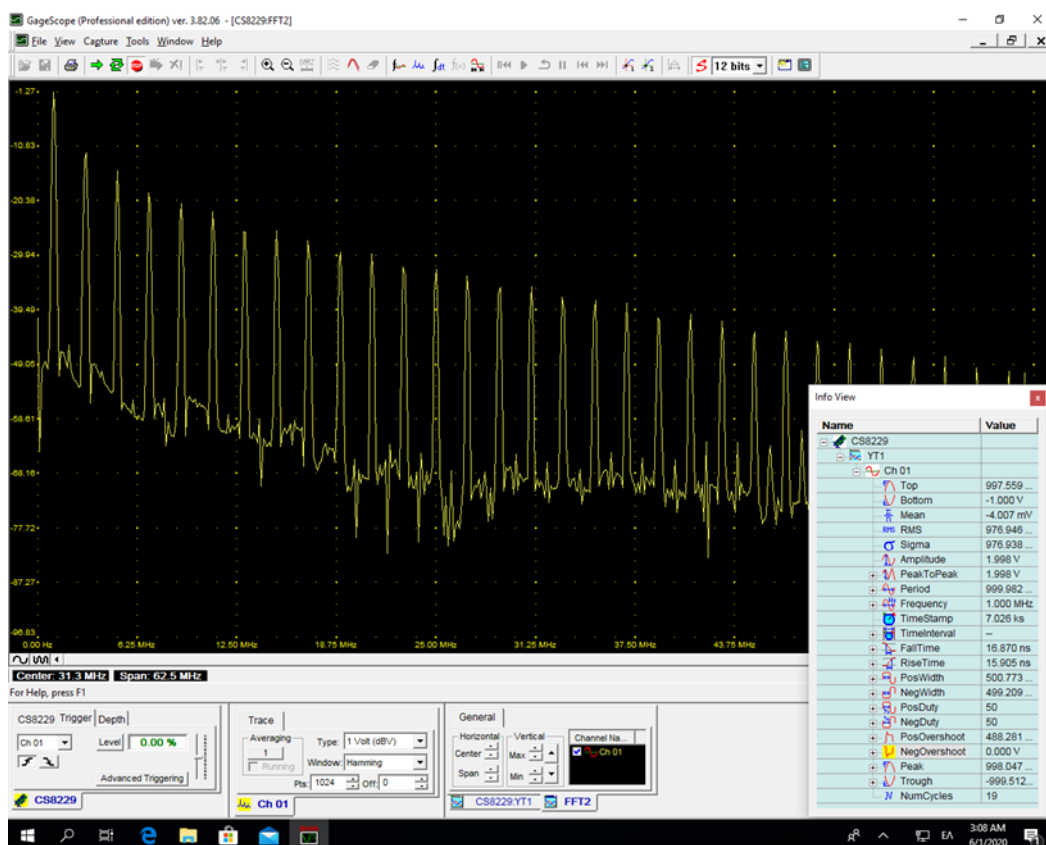 GageScope (Professional edition) ver. 3.82.06 - [CS8229:FFT2]
File View Capture Tools Window Help
12 bits
-1.27
-10.83
-20.38
-29.94
-39.49
-49.05
-58.61
-68.16
-77.72
-87.27
-96.83
0.00 Hz 6.25 MHz 12.50 MHz 18.75 MHz 25.00 MHz 31.25 MHz 37.50 MHz 43.75 MHz
Center: 31.3 MHz Span: 62.5 MHz
For Help, press F1
CS8229 Trigger Depth
Ch 01 Level 0.00 %
Advanced Triggering
CS8229
Trace
Averaging
1
Running
Type: 1 Volt (dBV)
Window: Hamming
Pts: 1024 Off: 0
Ch 01
General
Horizontal Vertical
Center Max
Span Min
Channel Na...
Ch 01
CS8229:YT1 FFT2
Info View
Name Value
CS8229
YT1
Ch 01
Top 997.559 ...
Bottom -1.000 V
Mean -4.007 mV
RMS RMS 976.946 ...
σ Sigma 976.938 ...
Amplitude 1.998 V
PeakToPeak 1.998 V
Period 999.982 ...
Frequency 1.000 MHz
TimeStamp 7.026 ks
TimeInterval --
FallTime 16.870 ns
RiseTime 15.905 ns
PosWidth 500.773 ...
NegWidth 499.209 ...
PosDuty 50
NegDuty 50
PosOvershoot 488.281 ...
NegOvershoot 0.000 V
Peak 998.047 ...
Trough -999.512...
N NumCycles 19
ΕΛ
3:08 AM
6/1/2020